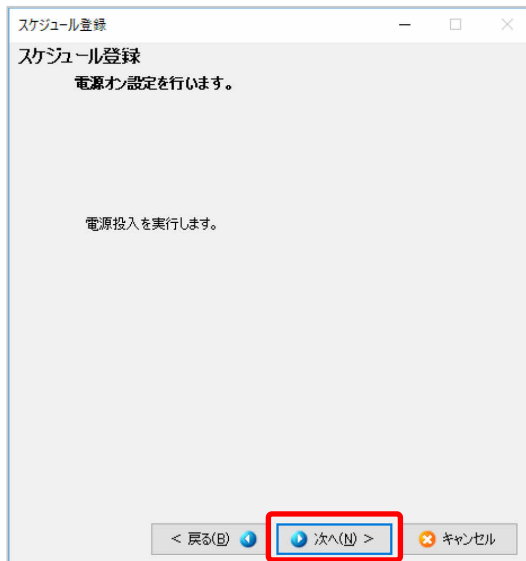 スケジュール登録
スケジュール登録
電源オン設定を行います。
電源投入を実行します。
< 戻る(B) 次へ(N) > キャンセル